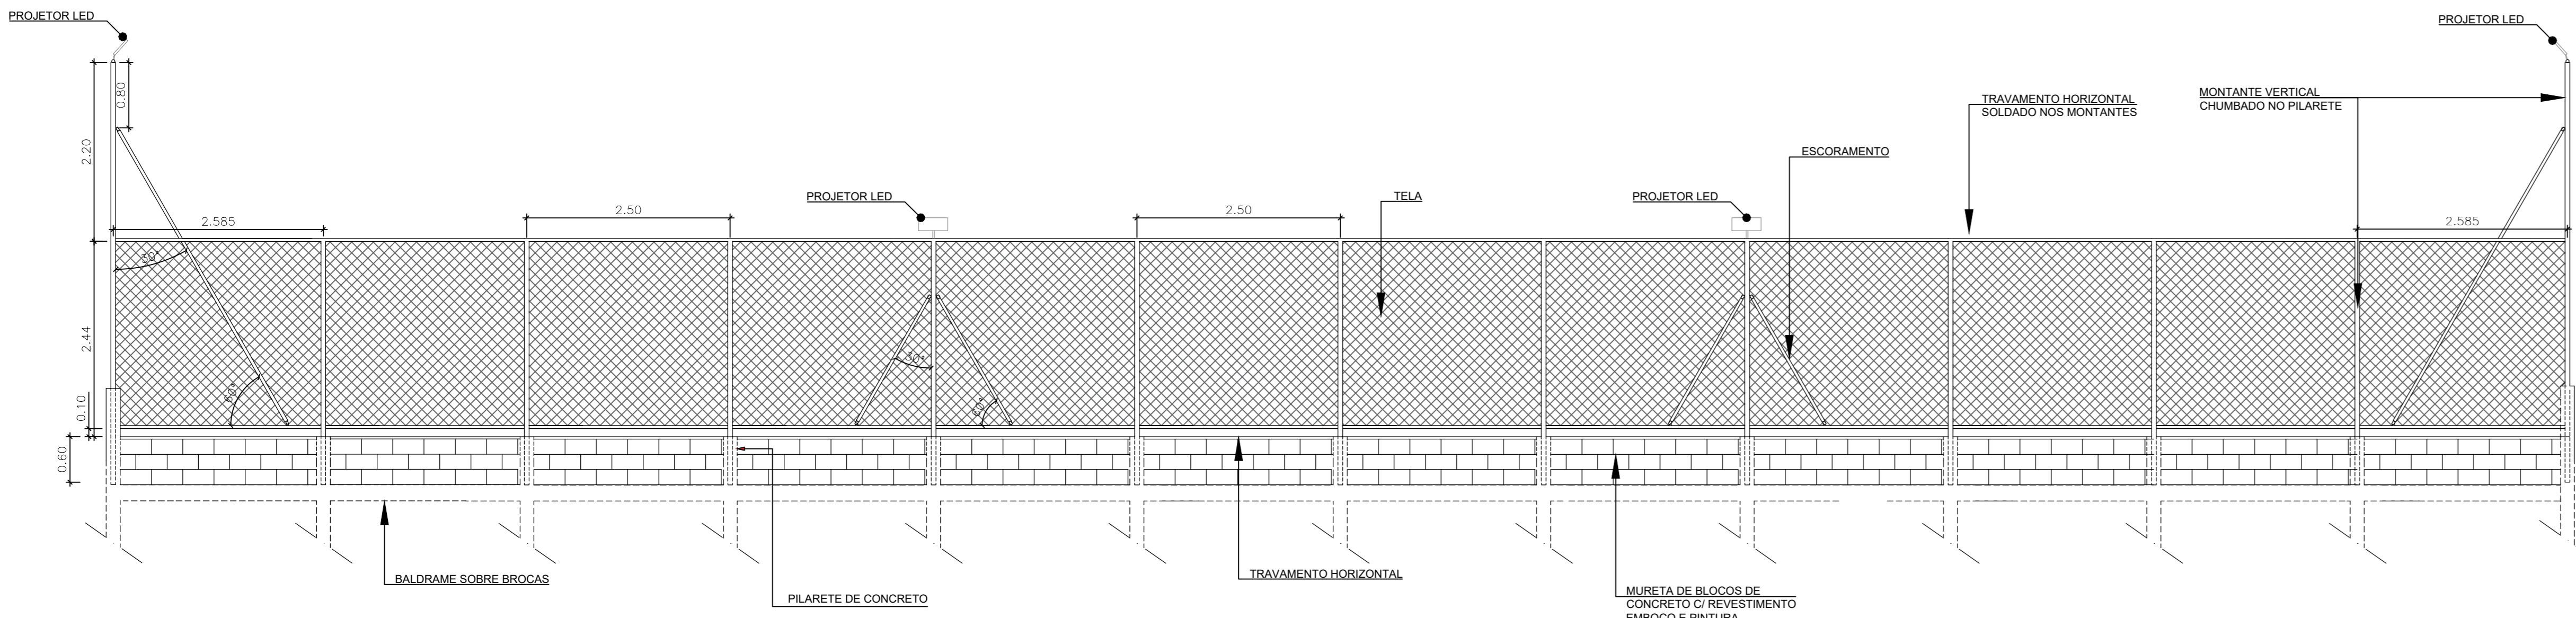 PROJETOR LED
PROJETOR LED
0.80
2.20
MONTANTE VERTICAL
CHUMBADO NO PILARETE
TRAVAMENTO HORIZONTAL
SOLDADO NOS MONTANTES
ESCORAMENTO
PROJETOR LED
TELA
PROJETOR LED
2.585
2.50
2.50
2.585
30°
2.44
30°
60°
60°
0.10
0.60
BALDRAME SOBRE BROCAS
TRAVAMENTO HORIZONTAL
PILARETE DE CONCRETO
MURETA DE BLOCOS DE
CONCRETO C/ REVESTIMENTO
EMBOÇO E PINTURA